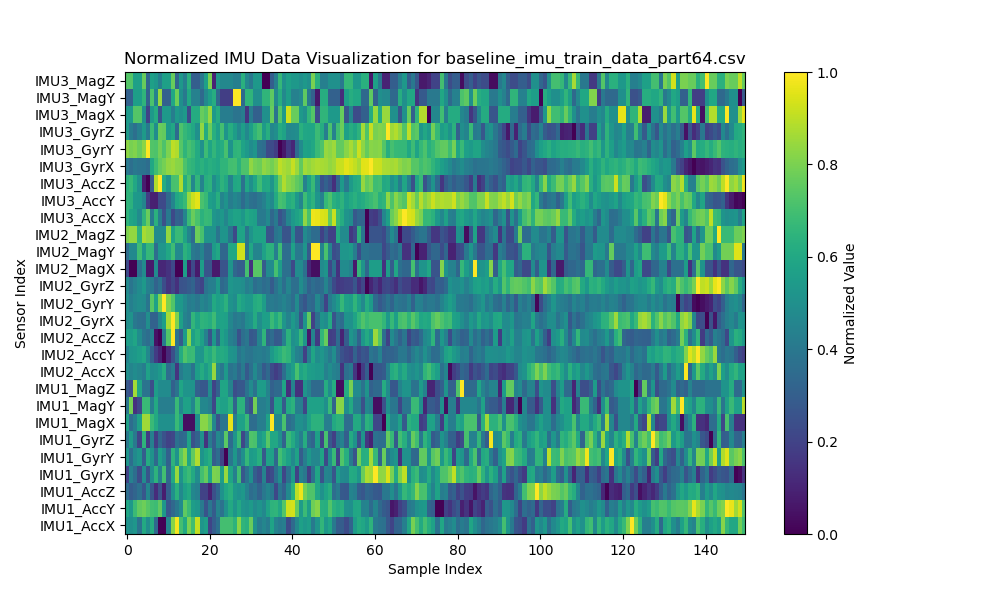 Normalized IMU Data Visualization for baseline_imu_train_data_part64.csv
IMU3_MagZ
IMU3_MagY
IMU3_MagX
IMU3_GyrZ
IMU3_GyrY
IMU3_GyrX
IMU3_AccZ
IMU3_AccY
IMU3_AccX
IMU2_MagZ
IMU2_MagY
IMU2_MagX
IMU2_GyrZ
IMU2_GyrY
IMU2_GyrX
IMU2_AccZ
IMU2_AccY
IMU2_AccX
IMU1_MagZ
IMU1_MagY
IMU1_MagX
IMU1_GyrZ
IMU1_GyrY
IMU1_GyrX
IMU1_AccZ
IMU1_AccY
IMU1_AccX
Sensor Index
0 20 40 60 80 100 120 140
Sample Index
1.0
0.8
0.6
0.4
0.2
0.0
Normalized Value